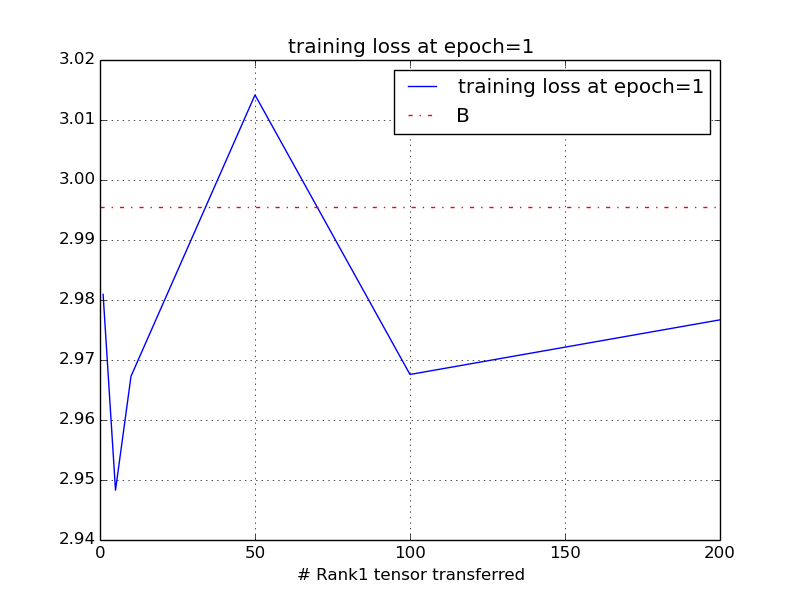 training loss at epoch=1
training loss at epoch=1
B
3.02
3.01
3.00
2.99
2.98
2.97
2.96
2.95
2.94
0 50 100 150 200
# Rank1 tensor transferred